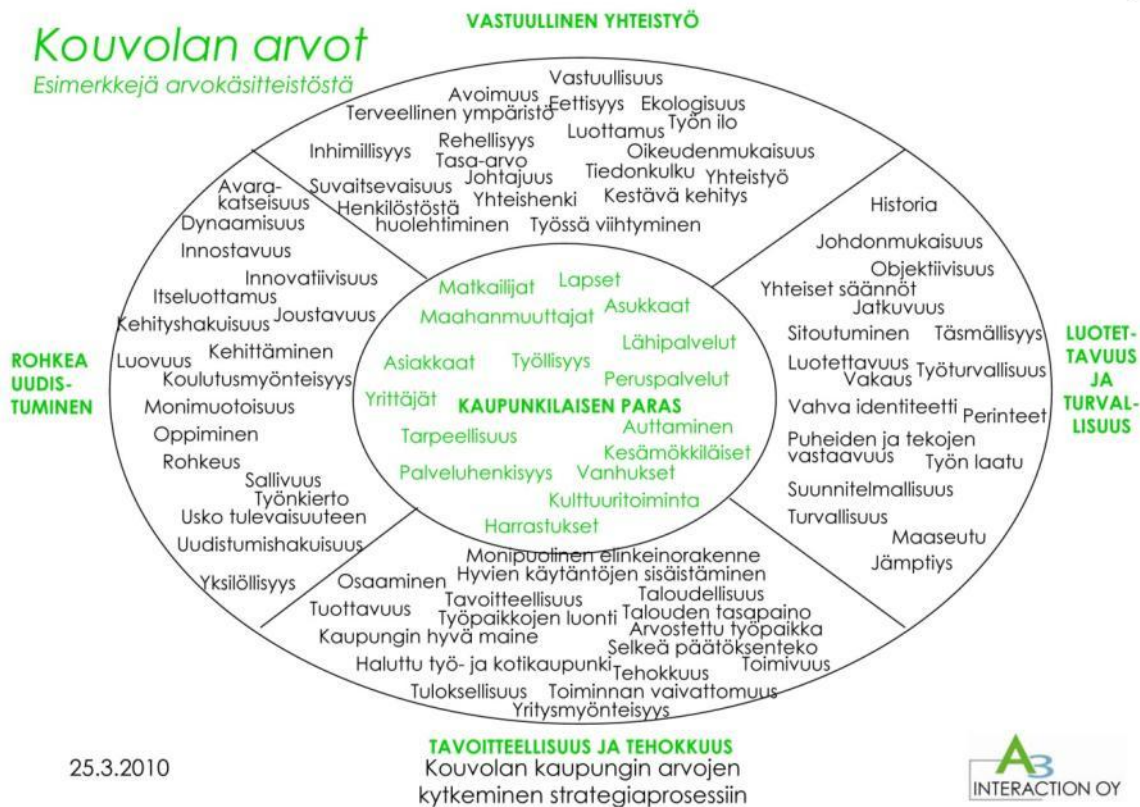 VASTUULLINEN YHTEISTYÖ
Kouvolan arvot
Esimerkkejä arvokäsitteistöstä
Vastuullisuus
Avoimuus
Eettisyys
Ekologisuus
Terveellinen ympäristö
Työn ilo
Luottamus
Rehellisyys
Inhimillisyys
Oikeudenmukaisuus
Tasa-arvo
Johtajuus
Tiedonkulku
Yhteistyö
Suvaitsevaisuus
Yhteishenki
Kestävä kehitys
Henkilöstöstä
huolehtiminen
Työssä viihtyminen
ROHKEA
UUDIS-
TUMINEN
Avara-
katseisuus
Dynaamisuus
Innostavuus
Innovatiivisuus
Itseluottamus
Joustavuus
Kehityshakuisuus
Kehittäminen
Luovuus
Koulutusmyönteisyys
Monimuotoisuus
Oppiminen
Rohkeus
Sallivuus
Työnkierto
Usko tulevaisuuteen
Uudistumishakuisuus
Yksilöllisyys
Matkailijat
Lapset
Asukkaat
Maahanmuuttajat
Lähipalvelut
Asiakkaat
Työllisyys
Peruspalvelut
Yrittäjät
KAUPUNKILAISEN PARAS
Auttaminen
Tarpeellisuus
Kesämökkiläiset
Palveluhenkisyys
Vanhukset
Kulttuuritoiminta
Harrastukset
LUOTET-
TAVUUS
JA
TURVAL-
LISUUS
Historia
Johdonmukaisuus
Objektiivisuus
Yhteiset säännöt
Jatkuvuus
Sitoutuminen
Täsmällisyys
Luotettavuus
Vakaus
Työturvallisuus
Vahva identiteetti
Perinteet
Puheiden ja tekojen
vastaavuus
Työn laatu
Suunnitelmallisuus
Turvallisuus
Maaseutu
Jämptiys
Monipuolinen elinkeinorakenne
Osaaminen
Hyvien käytäntöjen sisäistäminen
Tavoitteellisuus
Taloudellisuus
Tuottavuus
Työpaikkojen luonti
Talouden tasapaino
Arvostettu työpaikka
Kaupungin hyvä maine
Selkeä päätöksenteko
Haluttu työ- ja kotikaupunki
Tehokkuus
Toimivuus
Tuloksellisuus
Toiminnan vaivattomuus
Yritysmyönteisyys
TAVOITTEELLISUUS JA TEHOKKUUS
25.3.2010
Kouvolan kaupungin arvojen
kytkeminen strategiaprosessiin
A3
INTERACTION OY